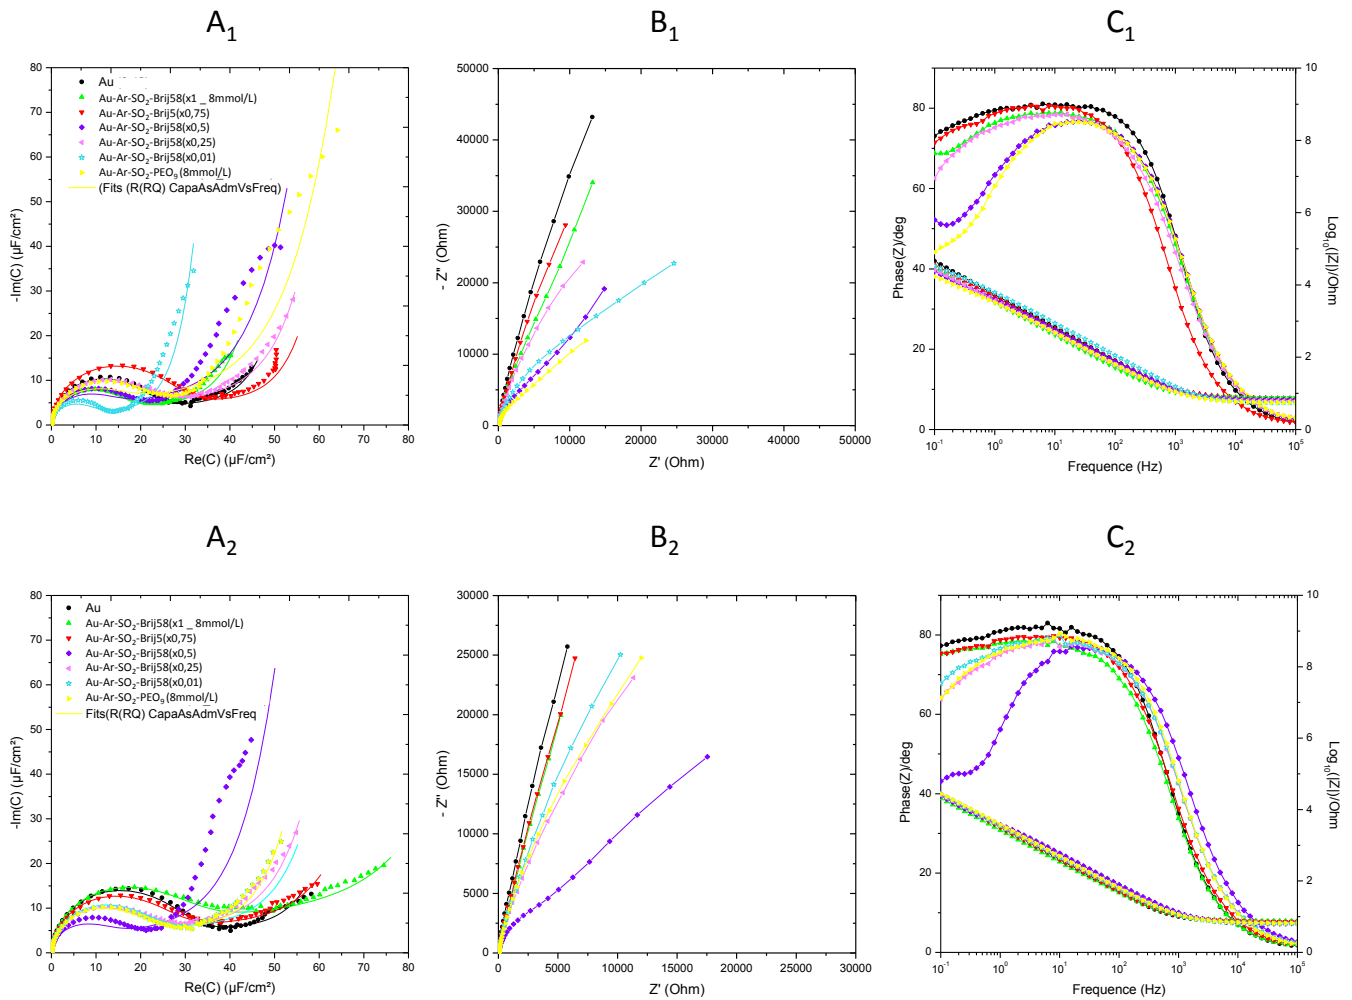 A1
B1
C1
80
70
60
50
40
30
20
10
0
-Im(C) (µF/cm²)
Au
Au-Ar-SO2-Brij58(x1 _ 8mmol/L)
Au-Ar-SO2-Brij5(x0,75)
Au-Ar-SO2-Brij58(x0,5)
Au-Ar-SO2-Brij58(x0,25)
Au-Ar-SO2-Brij58(x0,01)
Au-Ar-SO2-PEO9(8mmol/L)
(Fits (R(RQ) CapaAsAdmVsFreq)
0 10 20 30 40 50 60 70 80
Re(C) (µF/cm²)
50000
40000
30000
20000
10000
0
- Z'' (Ohm)
0 10000 20000 30000 40000 50000
Z' (Ohm)
80
60
40
20
0
Phase(Z)/deg
10
8
6
4
2
0
Log10(|Z|)/Ohm
10-1 100 101 102 103 104 105
Frequence (Hz)
A2
B2
C2
80
70
60
50
40
30
20
10
0
-Im(C) (µF/cm²)
Au
Au-Ar-SO2-Brij58(x1 _ 8mmol/L)
Au-Ar-SO2-Brij5(x0,75)
Au-Ar-SO2-Brij58(x0,5)
Au-Ar-SO2-Brij58(x0,25)
Au-Ar-SO2-Brij58(x0,01)
Au-Ar-SO2-PEO9(8mmol/L)
Fits(R(RQ) CapaAsAdmVsFreq
0 10 20 30 40 50 60 70 80
Re(C) (µF/cm²)
30000
25000
20000
15000
10000
5000
0
- Z'' (Ohm)
0 5000 10000 15000 20000 25000 30000
Z' (Ohm)
80
60
40
20
0
Phase(Z)/deg
10
8
6
4
2
0
Log10(|Z|)/Ohm
10-1 100 101 102 103 104 105
Frequence (Hz)